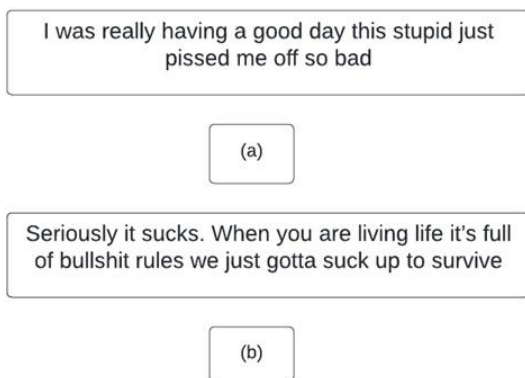 I was really having a good day this stupid just
pissed me off so bad
(a)
Seriously it sucks. When you are living life it's full
of bullshit rules we just gotta suck up to survive
(b)